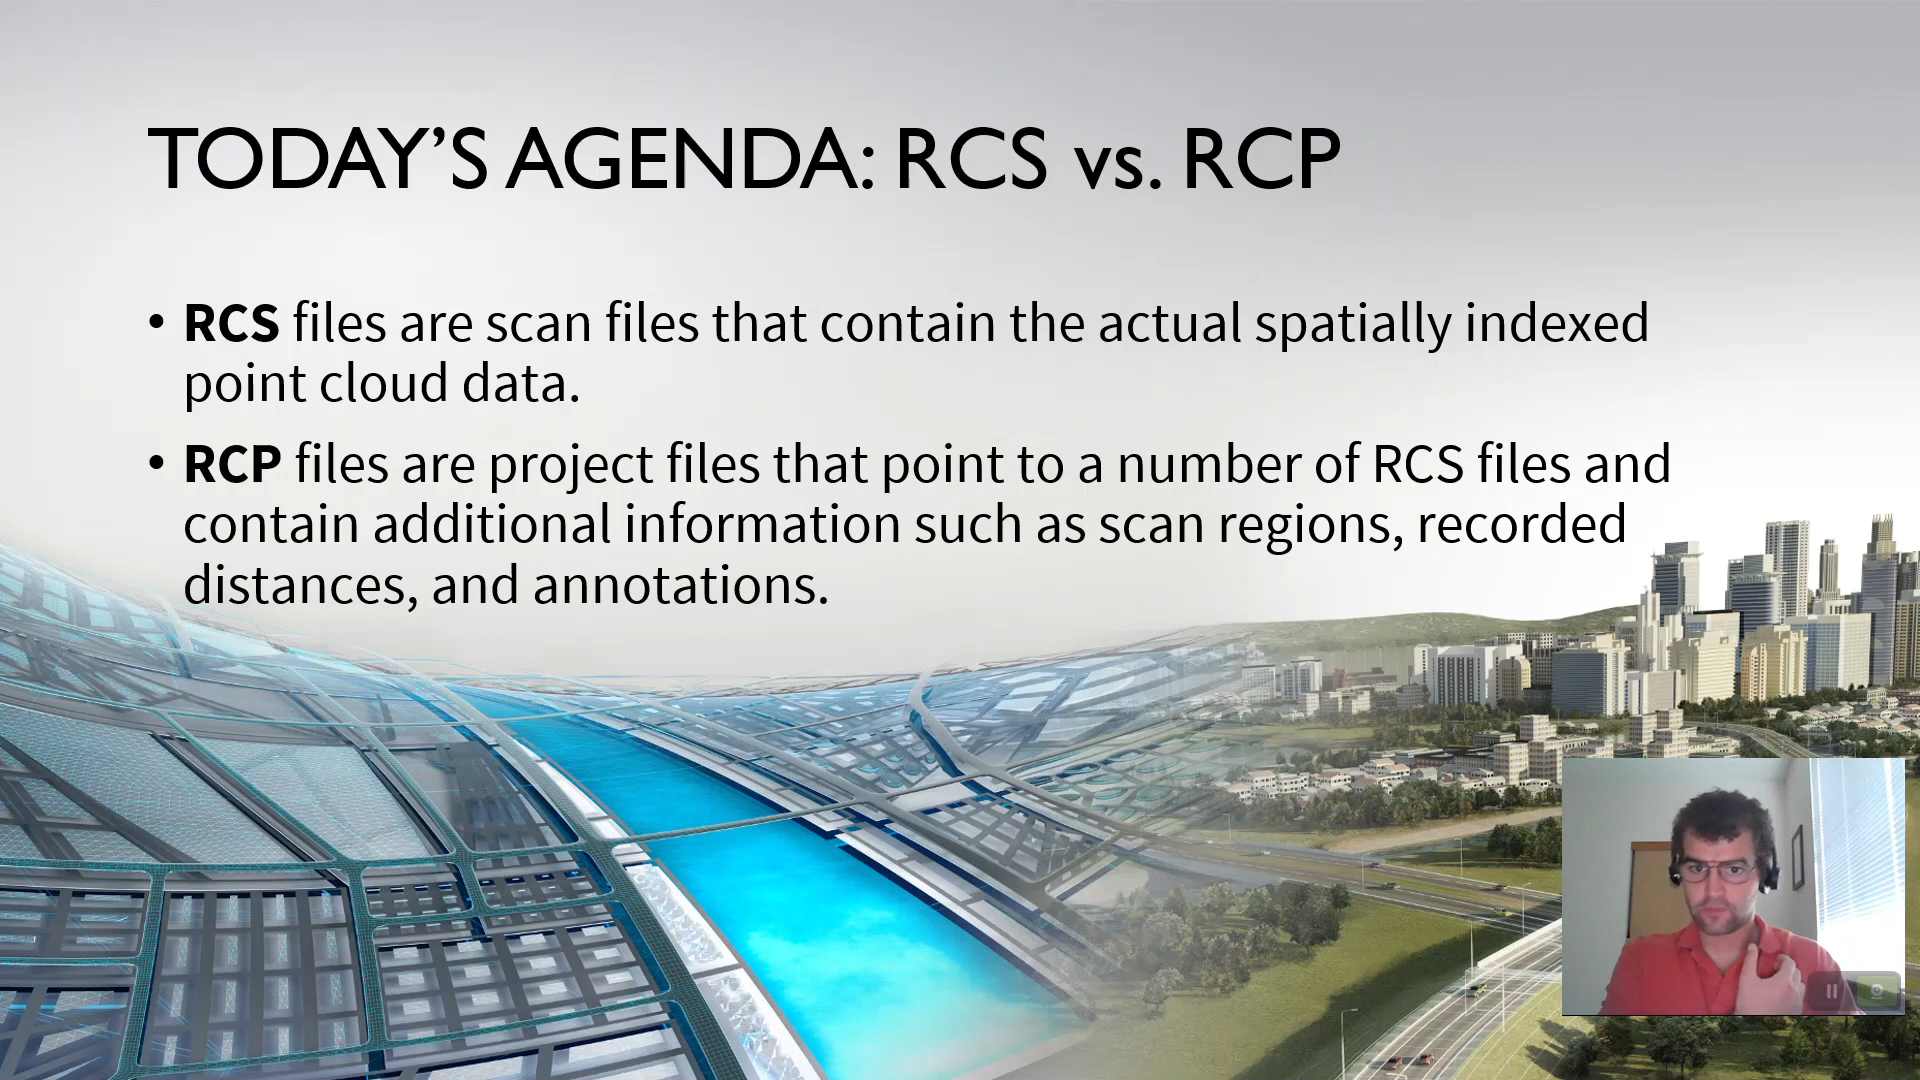 TODAY’S AGENDA: RCS vs. RCP
• RCS files are scan files that contain the actual spatially indexed
point cloud data.
• RCP files are project files that point to a number of RCS files and
contain additional information such as scan regions, recorded
distances, and annotations.